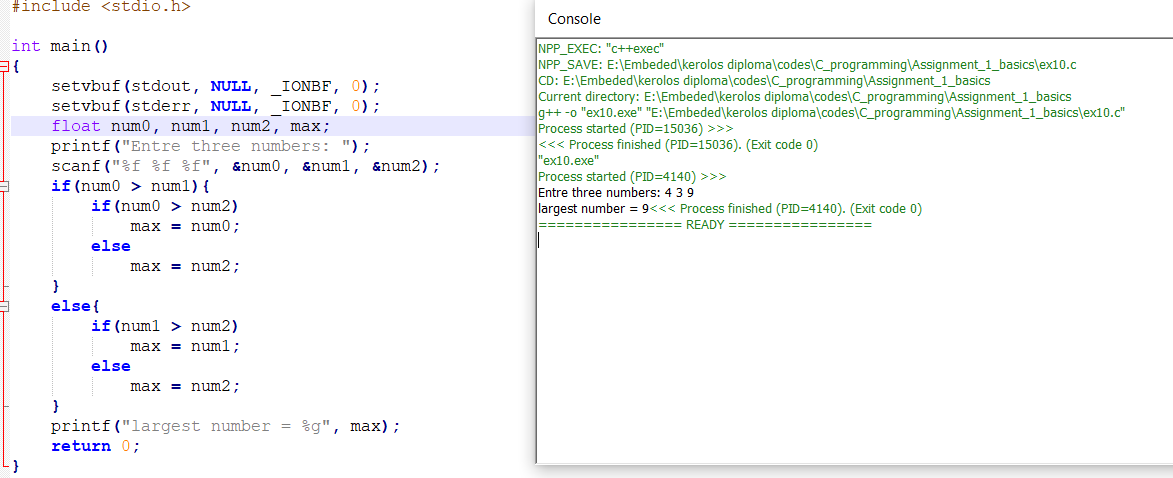 #include <stdio.h>
int main()
{
    setvbuf(stdout, NULL, _IONBF, 0);
    setvbuf(stderr, NULL, _IONBF, 0);
    float num0, num1, num2, max;
    printf("Entre three numbers: ");
    scanf("%f %f %f", &num0, &num1, &num2);
    if(num0 > num1){
        if(num0 > num2)
            max = num0;
        else
            max = num2;
    }
    else{
        if(num1 > num2)
            max = num1;
        else
            max = num2;
    }
    printf("largest number = %g", max);
    return 0;
}
Console
NPP_EXEC: "c++exec"
NPP_SAVE: E:\Embeded\kerolos diploma\codes\C_programming\Assignment_1_basics\ex10.c
CD: E:\Embeded\kerolos diploma\codes\C_programming\Assignment_1_basics
Current directory: E:\Embeded\kerolos diploma\codes\C_programming\Assignment_1_basics
g++ -o "ex10.exe" "E:\Embeded\kerolos diploma\codes\C_programming\Assignment_1_basics\ex10.c"
Process started (PID=15036) >>>
<<< Process finished (PID=15036). (Exit code 0)
"ex10.exe"
Process started (PID=4140) >>>
Entre three numbers: 4 3 9
largest number = 9<<< Process finished (PID=4140). (Exit code 0)
================ READY ================